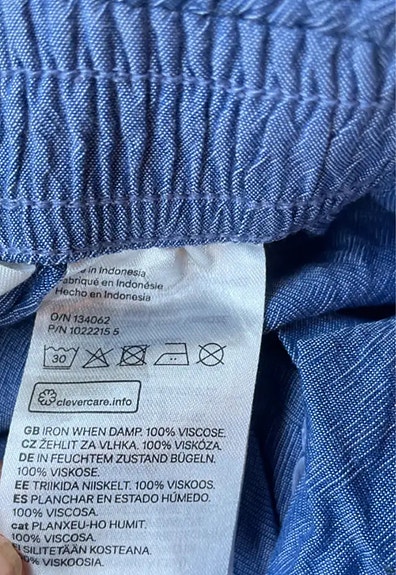 in Indonesia
Fabriqué en Indonésie
Hecho en Indonesia
O/N 134062
P/N 1022215 5
30
clevercare.info
GB IRON WHEN DAMP. 100% VISCOSE.
CZ ŽEHLIT ZA VLHKA. 100% VISKÓZA.
DE IN FEUCHTEM ZUSTAND BÜGELN.
100% VISKOSE.
EE TRIIKIDA NIISKELT. 100% VISKOOS.
ES PLANCHAR EN ESTADO HÚMEDO.
100% VISCOSA.
cat PLANXEU-HO HUMIT.
100% VISCOSA.
FI SILITETÄÄN KOSTEANA.
100% VISKOOSIA.